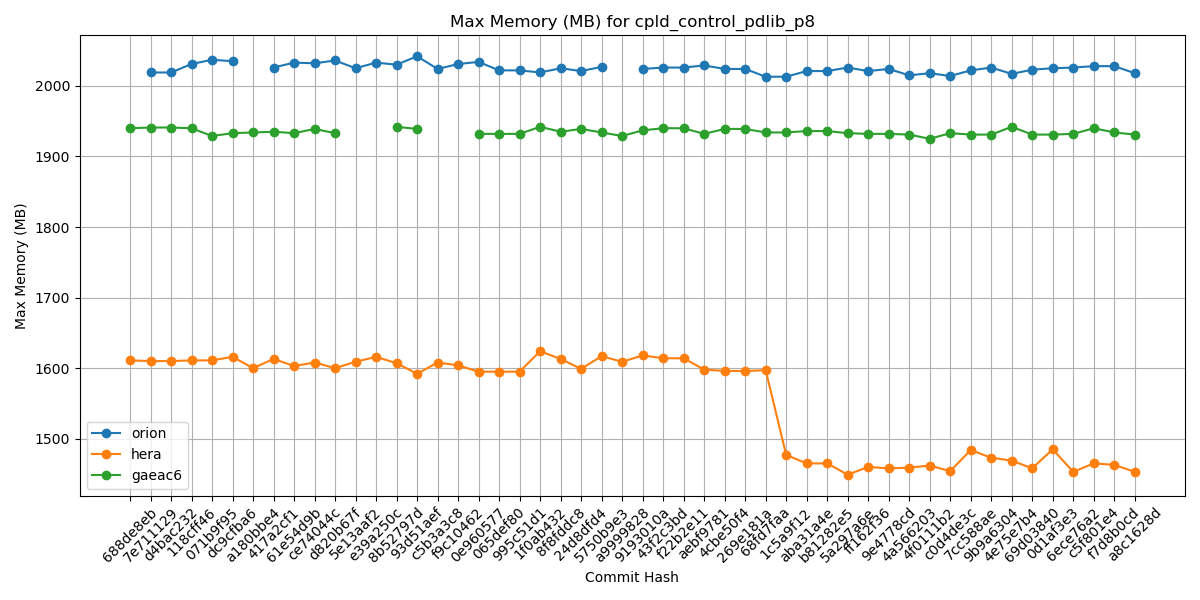 Max Memory (MB) for cpld_control_pdlib_p8
Max Memory (MB)
2000
1900
1800
1700
1600
1500
orion
hera
gaeac6
688de8eb
7e711129
d4bac232
118cff46
071b9f95
dc9cfba6
a180bbe4
417a2cf1
61e54d9b
ce74044c
d820b67f
5e13aaf2
e39a250c
8b52797d
93d51aef
c5b3a3c8
f9c10462
0e960577
065def80
995c51d1
1f0ab432
8f6fddc8
24d8dfd4
5750b9e3
a9999828
9193010a
43f2c3bd
f22b2e11
aebf9781
4cbe50f4
269e181a
68fd7faa
1c5a9f12
aba31a4e
b81282e5
5a297a6e
ff162f36
9e4778cd
4a566203
4f0111b2
c0d4de3c
7cc588ae
9b9a6304
4e75e7b4
69d03840
0d1af3e3
6ece76a2
c5f801e4
f7d8b0cd
a8c1628d
Commit Hash